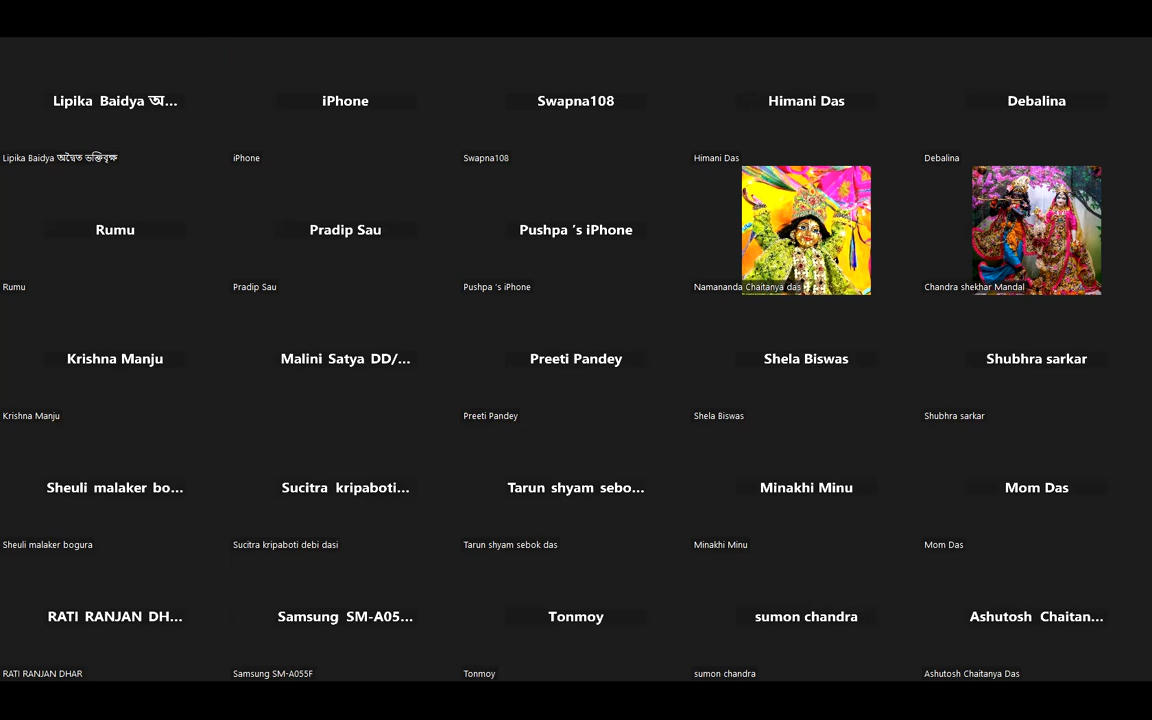 Lipika Baidya অ...
iPhone
Swapna108
Himani Das
Debalina
Lipika Baidya অদ্বৈত ভক্তিবৃক্ষ
iPhone
Swapna108
Himani Das
Debalina
Rumu
Pradip Sau
Pushpa 's iPhone
Rumu
Pradip Sau
Pushpa 's iPhone
Namananda Chaitanya das
Chandra shekhar Mandal
Krishna Manju
Malini Satya DD/...
Preeti Pandey
Shela Biswas
Shubhra sarkar
Krishna Manju
Preeti Pandey
Shela Biswas
Shubhra sarkar
Sheuli malaker bo...
Sucitra kripaboti...
Tarun shyam sebo...
Minakhi Minu
Mom Das
Sheuli malaker bogura
Sucitra kripaboti debi dasi
Tarun shyam sebok das
Minakhi Minu
Mom Das
RATI RANJAN DH...
Samsung SM-A05...
Tonmoy
sumon chandra
Ashutosh Chaitan...
RATI RANJAN DHAR
Samsung SM-A055F
Tonmoy
sumon chandra
Ashutosh Chaitanya Das